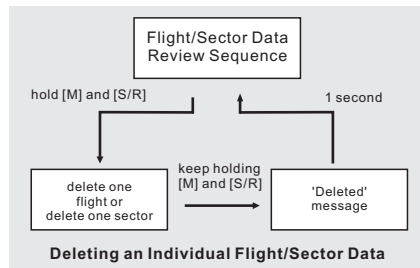 Flight/Sector Data
Review Sequence
hold [M] and [S/R]
1 second
keep holding
[M] and [S/R]
delete one
flight or
delete one sector
'Deleted'
message
Deleting an Individual Flight/Sector Data